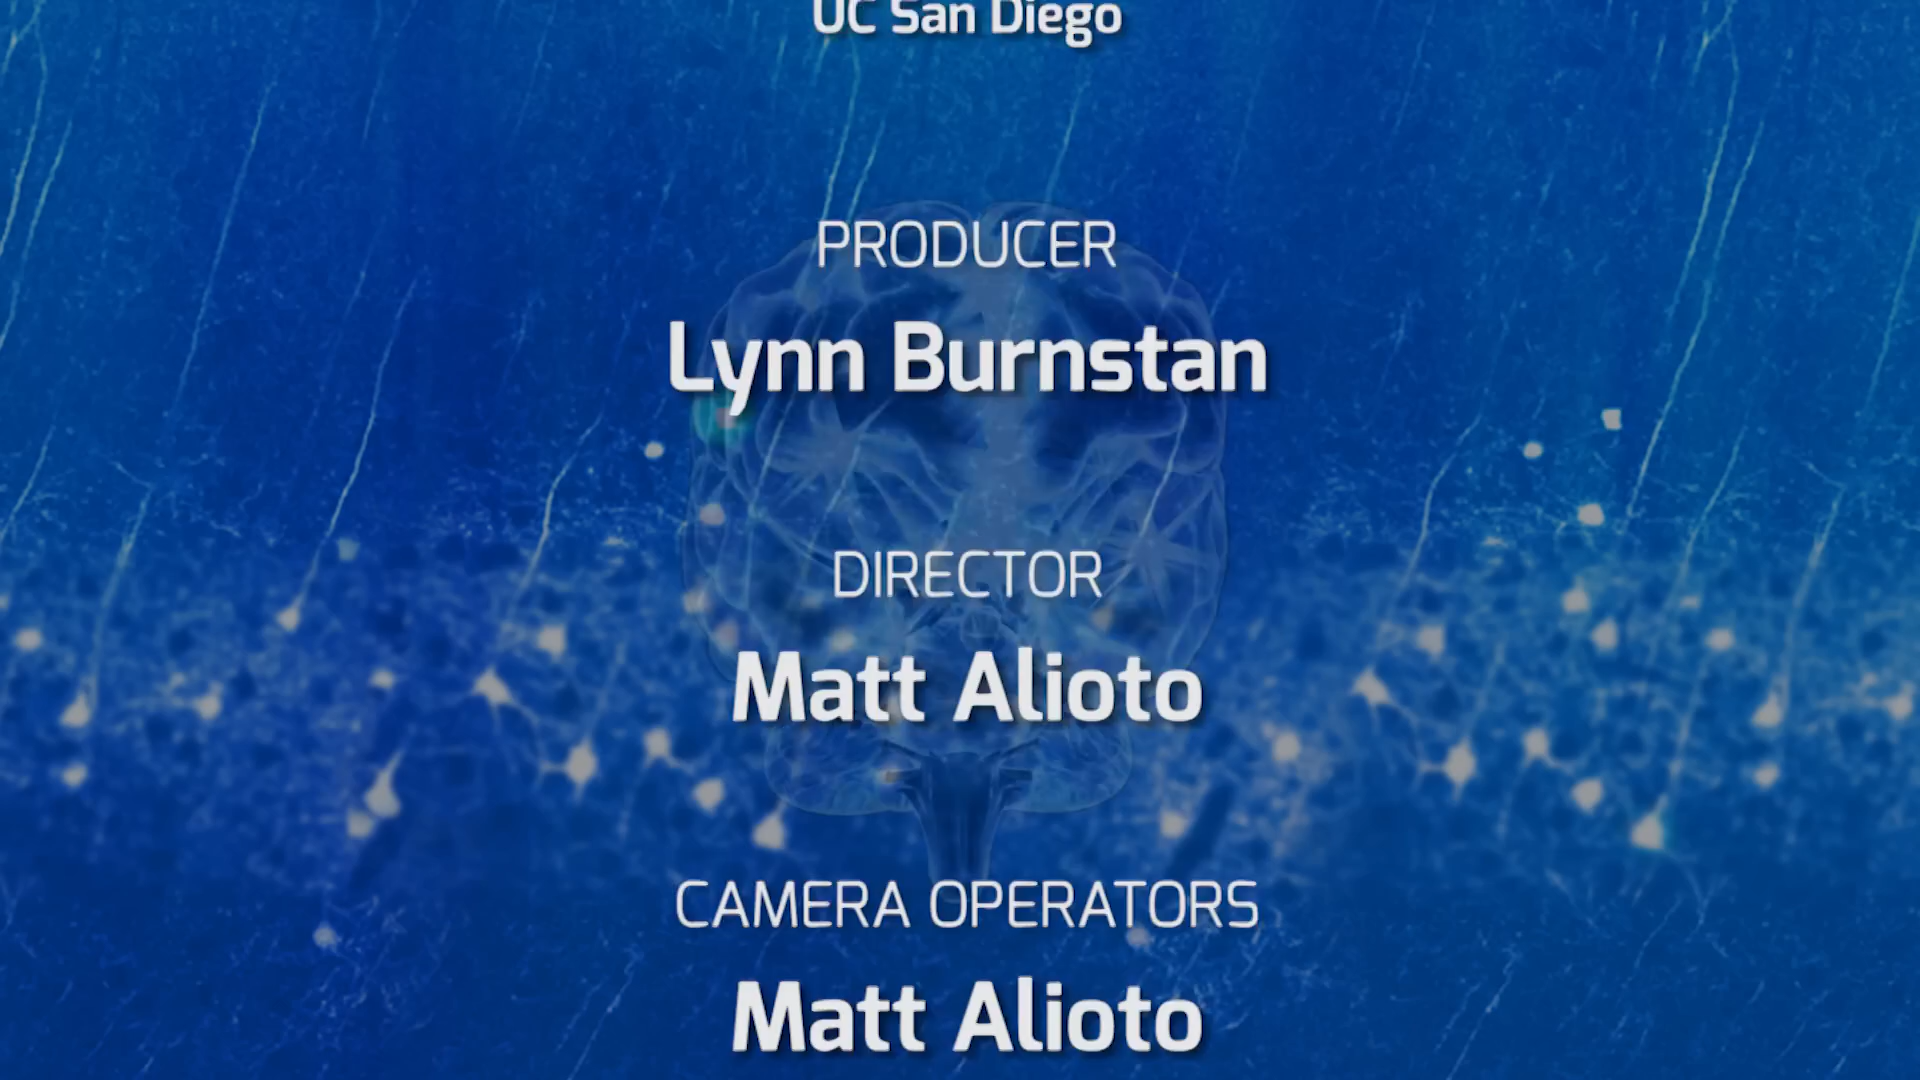 UC San Diego
PRODUCER
Lynn Burnstan
DIRECTOR
Matt Alioto
CAMERA OPERATORS
Matt Alioto